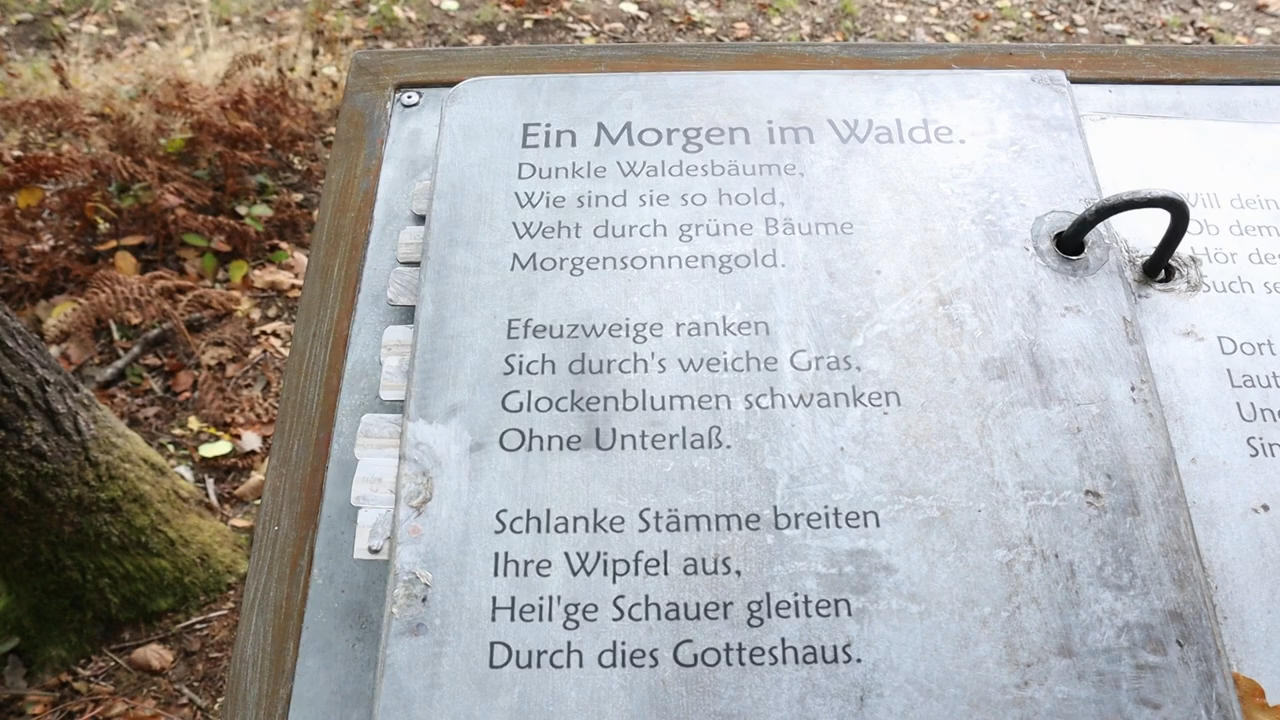 Ein Morgen im Walde.
Dunkle Waldesbäume,
Wie sind sie so hold,
Weht durch grüne Bäume
Morgensonnengold.
Efeuzweige ranken
Sich durch's weiche Gras,
Glockenblumen schwanken
Ohne Unterlaß.
Schlanke Stämme breiten
Ihre Wipfel aus,
Heil'ge Schauer gleiten
Durch dies Gotteshaus.
Will dein
Ob dem
Hör des
Such se
Dort
Laut
Und
Sin